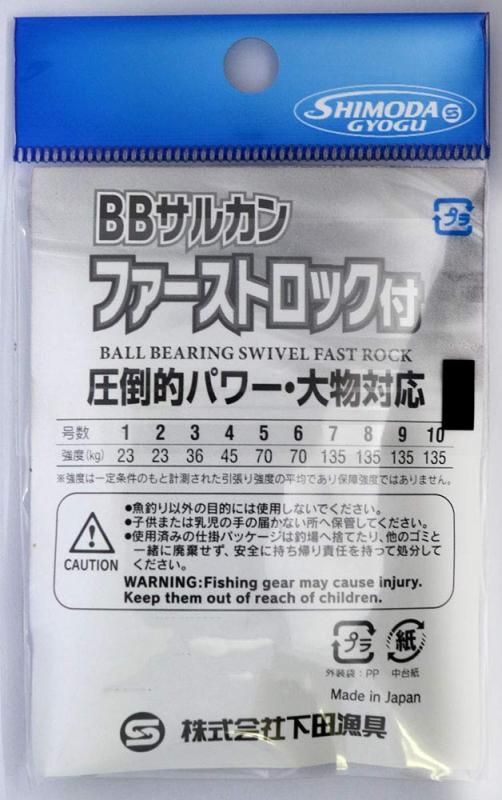 SHIMODA
GYOGU
BBサルカン
プラ
ファーストロック付
BALL BEARING SWIVEL FAST ROCK
圧倒的パワー・大物対応
号数 1 2 3 4 5 6 7 8 9 10
強度(kg) 23 23 36 45 70 70 135 135 135 135
※強度は一定条件のもと計測された引張り強度の平均であり保障強度ではありません。
●魚釣り以外の目的には使用しないでください。
●子供または乳児の手の届かない所へ保管してください。
●使用済みの仕掛パッケージは釣場へ捨てたり、他のゴミと
一緒に廃棄せず、安全に持ち帰り責任を持って処分して
ください。
CAUTION
WARNING:Fishing gear may cause injury.
Keep them out of reach of children.
プラ 紙
外装袋:PP 中台紙
Made in Japan
株式会社下田漁具